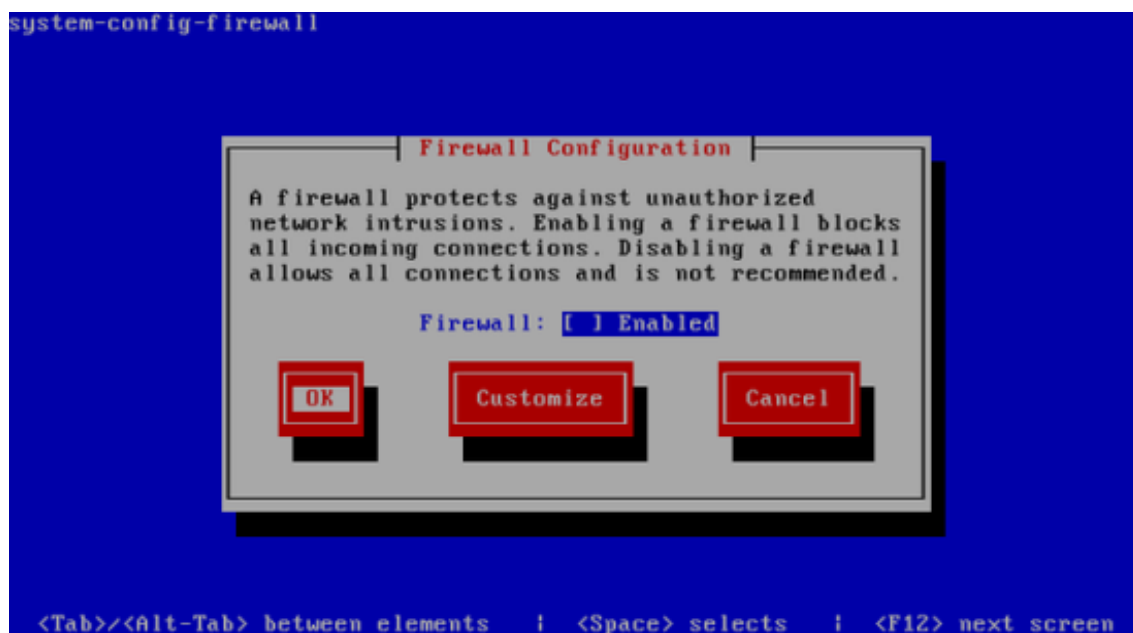 system-config-firewall
Firewall Configuration
A firewall protects against unauthorized
network intrusions. Enabling a firewall blocks
all incoming connections. Disabling a firewall
allows all connections and is not recommended.
Firewall: [ ] Enabled
OK Customize Cancel
<Tab>/<Alt-Tab> between elements | <Space> selects | <F12> next screen